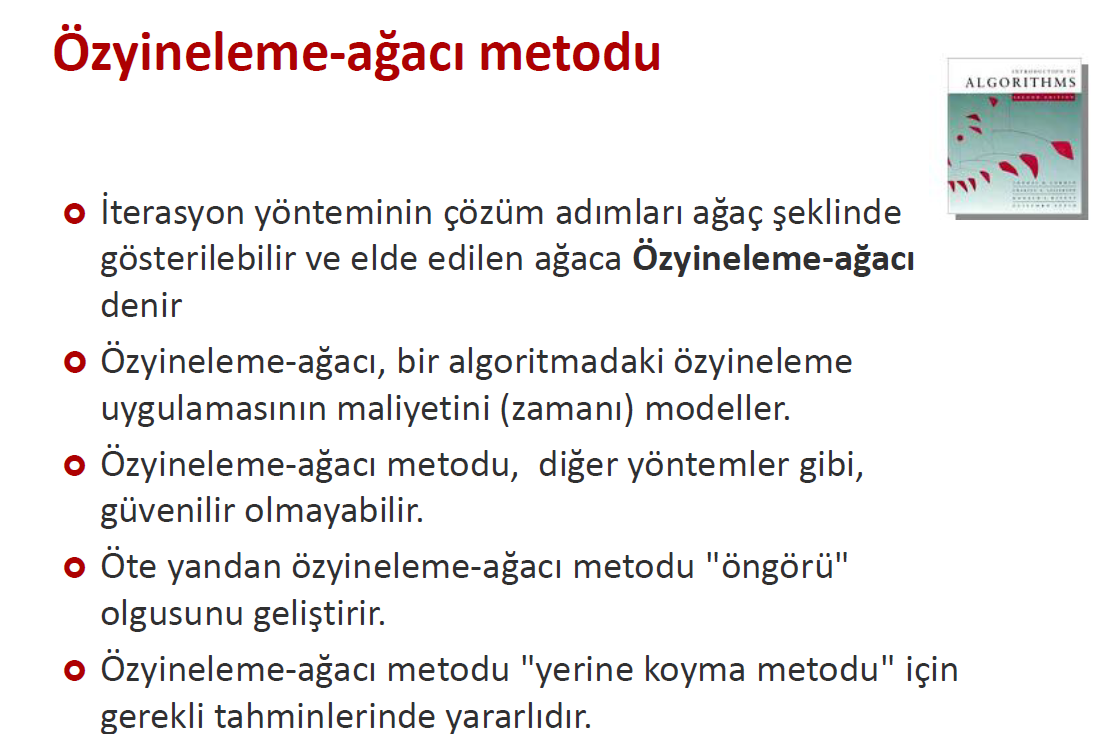 Özyineleme-ağacı metodu
INTRODUCTION TO
ALGORITHMS
SECOND EDITION
İterasyon yönteminin çözüm adımları ağaç şeklinde
gösterilebilir ve elde edilen ağaca Özyineleme-ağacı
denir
Özyineleme-ağacı, bir algoritmadaki özyineleme
uygulamasının maliyetini (zamanı) modeller.
Özyineleme-ağacı metodu, diğer yöntemler gibi,
güvenilir olmayabilir.
Öte yandan özyineleme-ağacı metodu "öngörü"
olgusunu geliştirir.
Özyineleme-ağacı metodu "yerine koyma metodu" için
gerekli tahminlerinde yararlıdır.